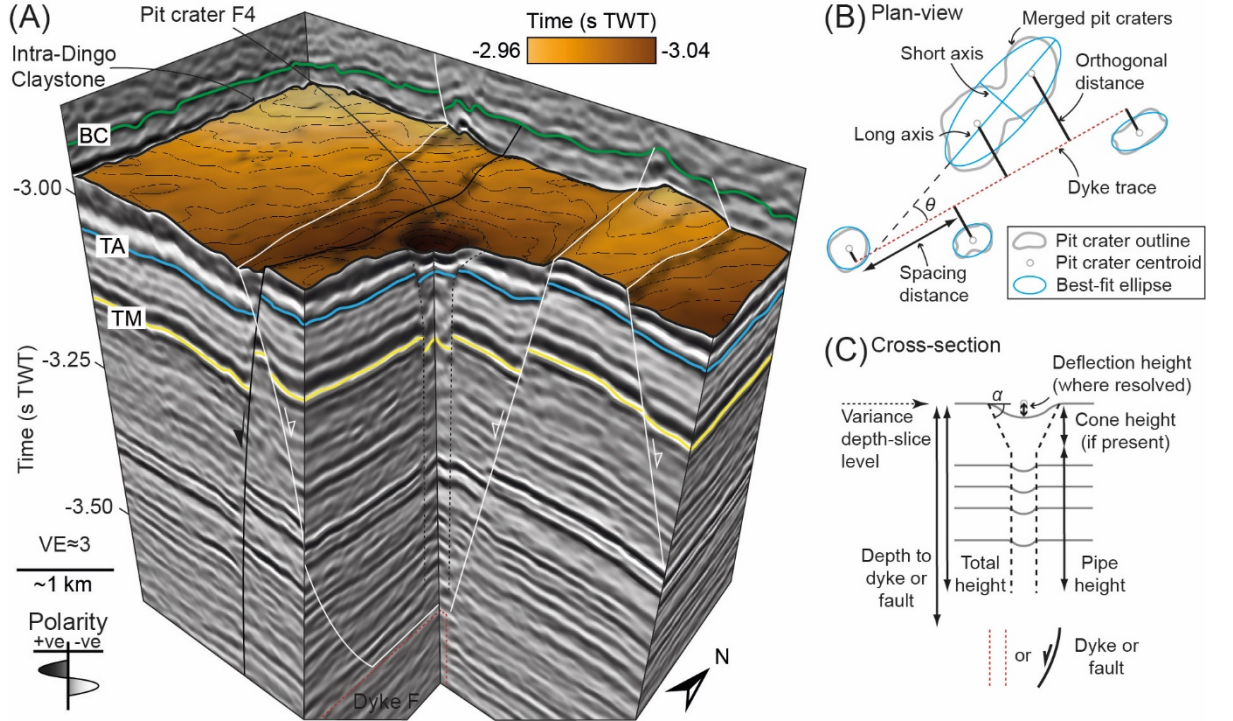 (A)
Pit crater F4
Intra-Dingo
Claystone
Time (s TWT)
-2.96
-3.04
BC
-3.00
TA
TM
-3.25
-3.50
Time (s TWT)
VE≈3
~1 km
Polarity
+ve -ve
Dyke F
N
(B) Plan-view
Merged pit craters
Short axis
Orthogonal
distance
Long axis
Dyke trace
θ
Spacing
distance
Pit crater outline
Pit crater centroid
Best-fit ellipse
(C) Cross-section
Deflection height
(where resolved)
α
Variance
depth-slice
level
Cone height
(if present)
Depth to
dyke or
fault
Total
height
Pipe
height
or
Dyke or
fault